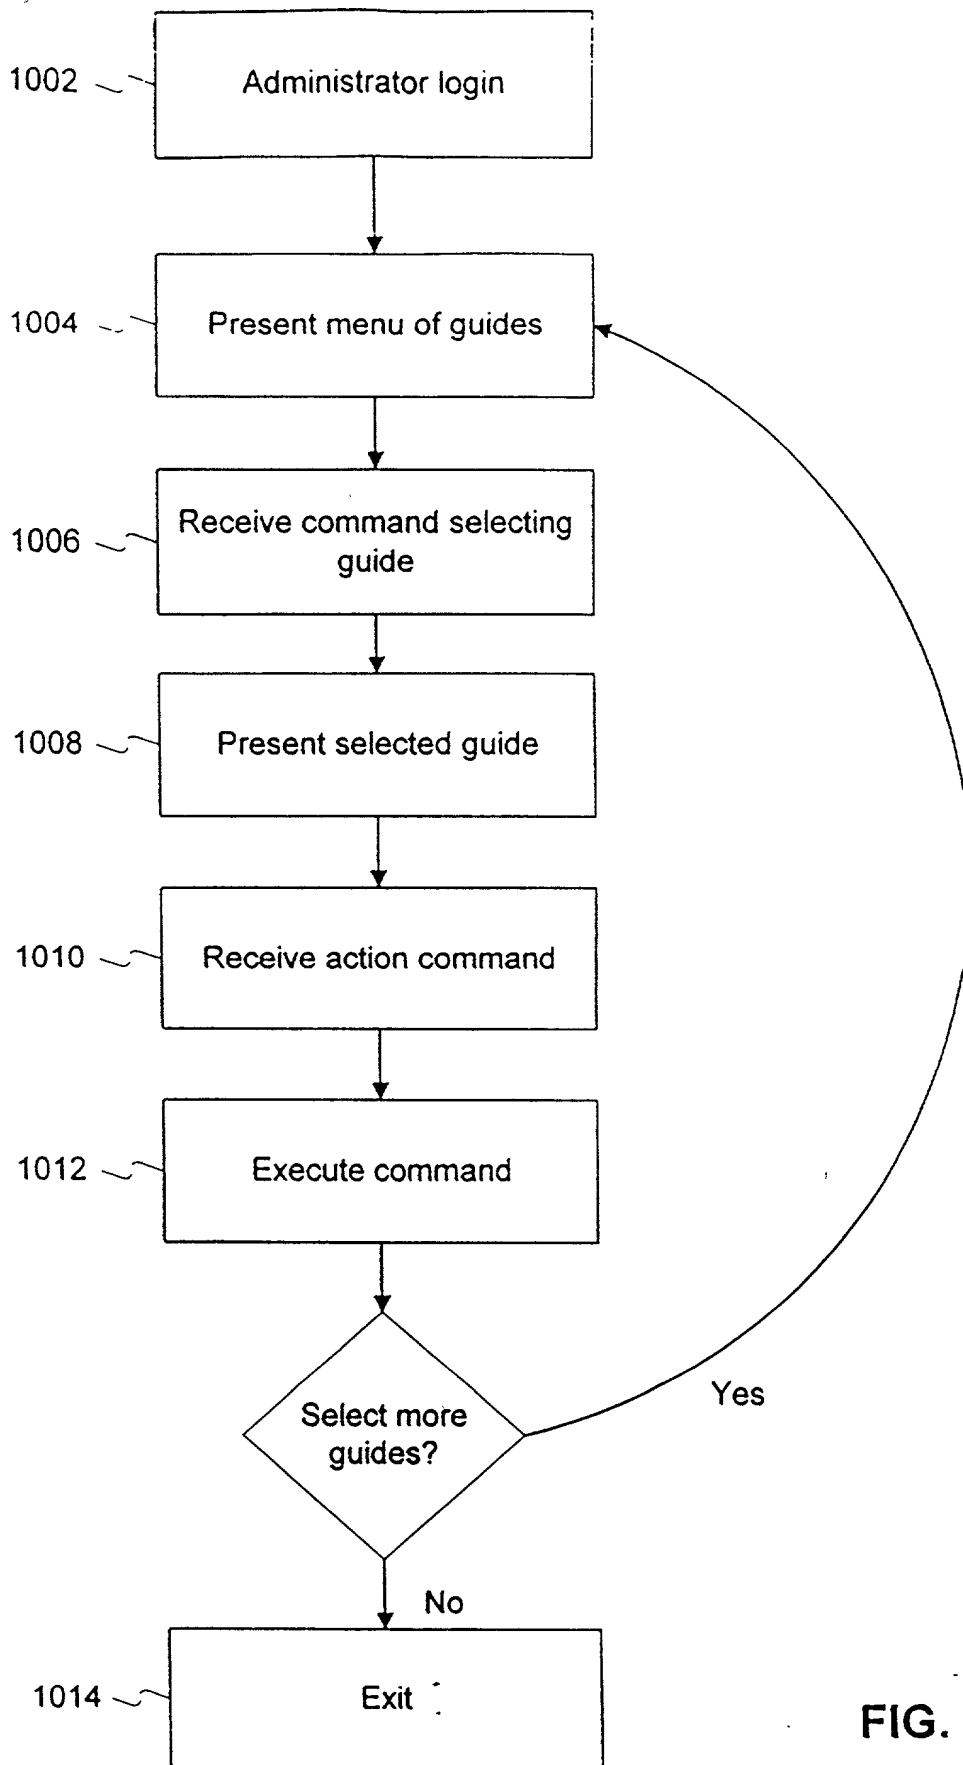 1002
Administrator login
1004
Present menu of guides
1006
Receive command selecting
guide
1008
Present selected guide
1010
Receive action command
1012
Execute command
Select more
guides?
Yes
No
1014
Exit
FIG.